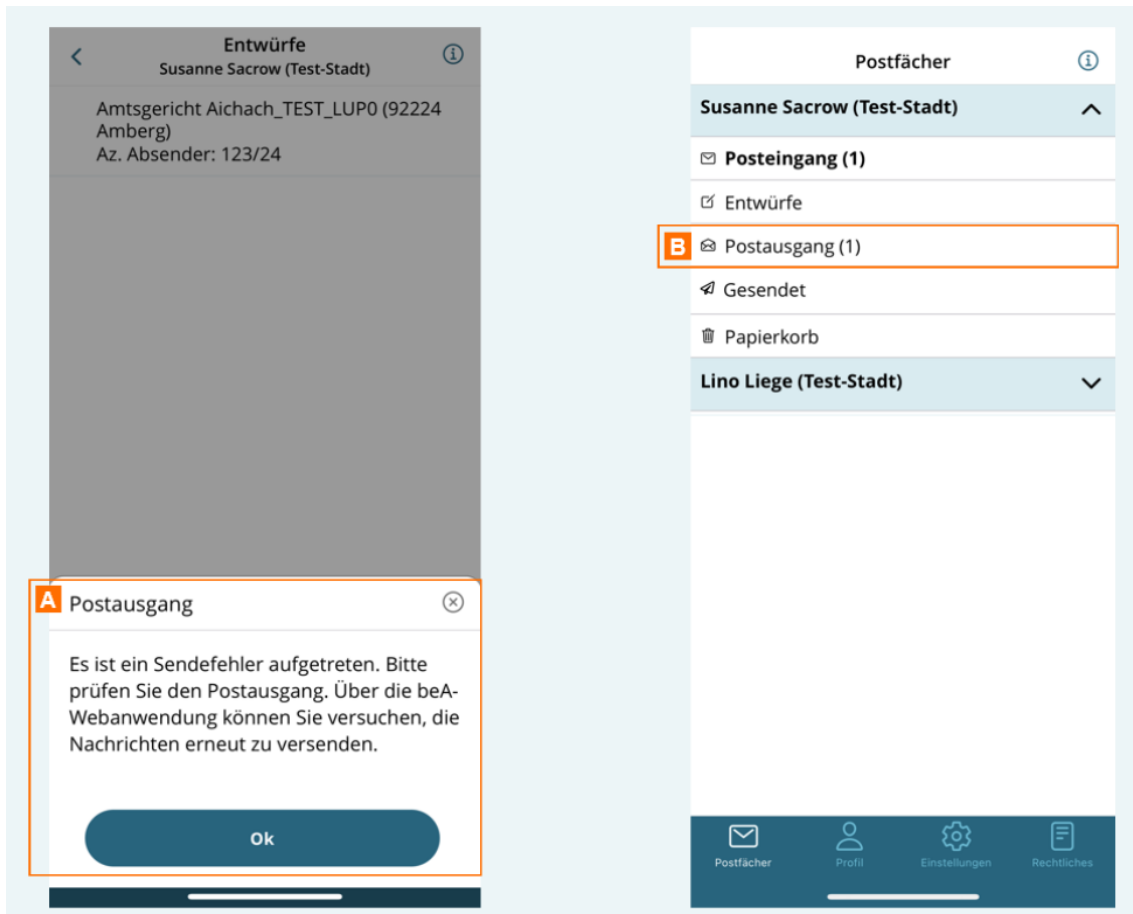 Entwürfe
Susanne Sacrow (Test-Stadt)
Amtsgericht Aichach_TEST_LUP0 (92224
Amberg)
Az. Absender: 123/24
A
Postausgang
Es ist ein Sendefehler aufgetreten. Bitte
prüfen Sie den Postausgang. Über die beA-
Webanwendung können Sie versuchen, die
Nachrichten erneut zu versenden.
Ok
Postfächer
Susanne Sacrow (Test-Stadt)
Posteingang (1)
Entwürfe
B Postausgang (1)
Gesendet
Papierkorb
Lino Liege (Test-Stadt)
Postfächer Profil Einstellungen Rechtliches